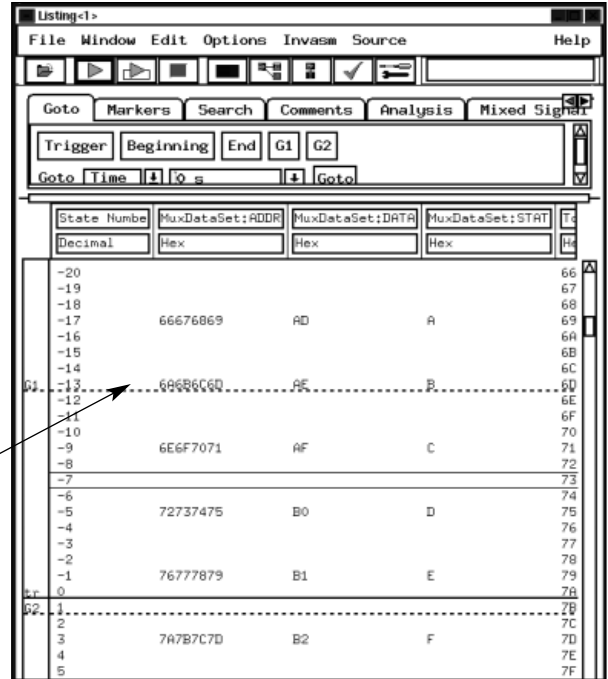 Listing<1>
File Window Edit Options Invasm Source Help
Goto Markers Search Comments Analysis Mixed Signal
Trigger Beginning End G1 G2
Goto Time 0 s Goto
State Numbe MuxDataSet:ADDR MuxDataSet:DATA MuxDataSet:STAT
Decimal Hex Hex Hex
-20 66
-19 67
-18 68
-17 66676869 AD A 69
-16 6A
-15 6B
-14 6C
G1 -13 6A6B6C6D AE B 6D
-12 6E
-11 6F
-10 70
-9 6E6F7071 AF C 71
-8 72
-7 73
-6 74
-5 72737475 B0 D 75
-4 76
-3 77
-2 78
-1 76777879 B1 E 79
tr 0 7A
G2 1 7B
2 7C
3 7A7B7C7D B2 F 7D
4 7E
5 7F